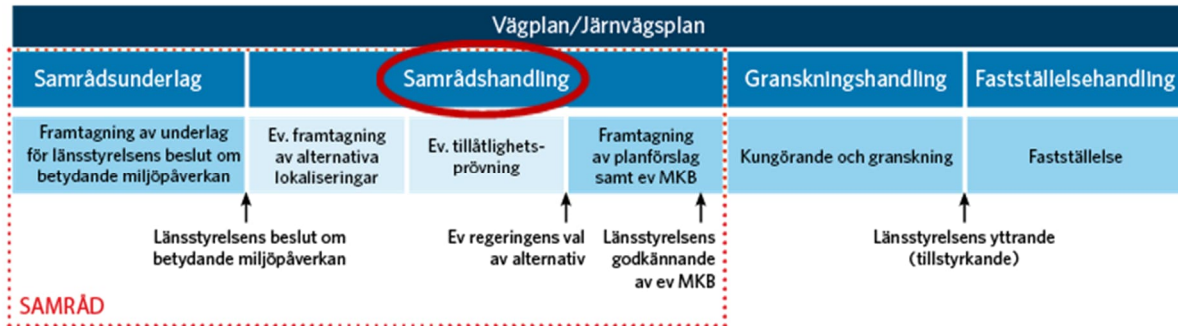 Vägplan/Järnvägsplan
Samrådsunderlag
Samrådshandling
Granskningshandling
Fastställelsehandling
Framtagning av underlag
för länsstyrelsens beslut om
betydande miljöpåverkan
Ev. framtagning
av alternativa
lokaliseringar
Ev. tillåtlighets-
prövning
Framtagning
av planförslag
samt ev MKB
Kungörande och granskning
Fastställelse
Länsstyrelsens beslut om
betydande miljöpåverkan
Ev regeringens val
av alternativ
Länsstyrelsens
godkännande
av ev MKB
Länsstyrelsens yttrande
(tillstyrkande)
SAMRÅD